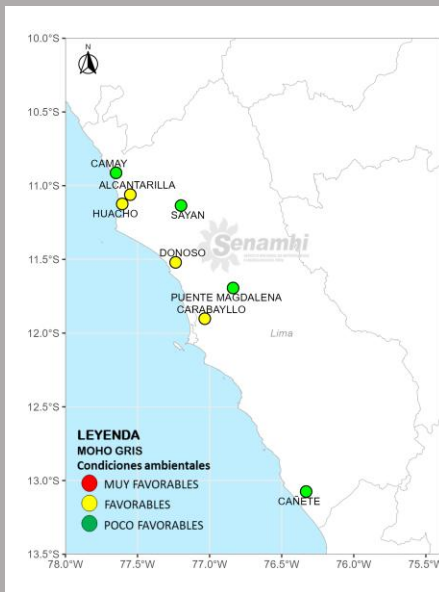 10.0°S
N
10.5°S
CAMAY
11.0°S
ALCANTARILLA
HUACHO
SAYAN
Senamhi
11.5°S
DONOSO
PUENTE MAGDALENA
CARABAYLLO
12.0°S
Lima
12.5°S
LEYENDA
MOHO GRIS
Condiciones ambientales
13.0°S
MUY FAVORABLES
FAVORABLES
CAÑETE
POCO FAVORABLES
13.5°S
78.0°W 77.5°W 77.0°W 76.5°W 76.0°W 75.5°W